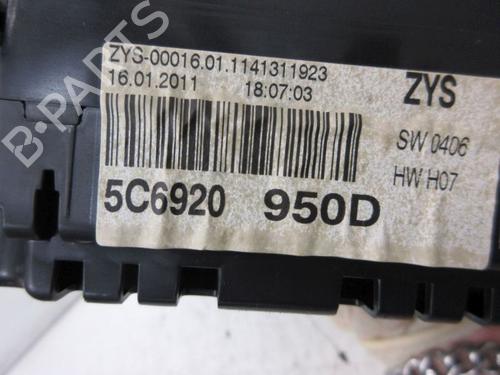 ZYS-00016.01.1141311923
16.01.2011 18:07:03
ZYS
SW 0406
HW H07
5C6920 950D
B-PARTS